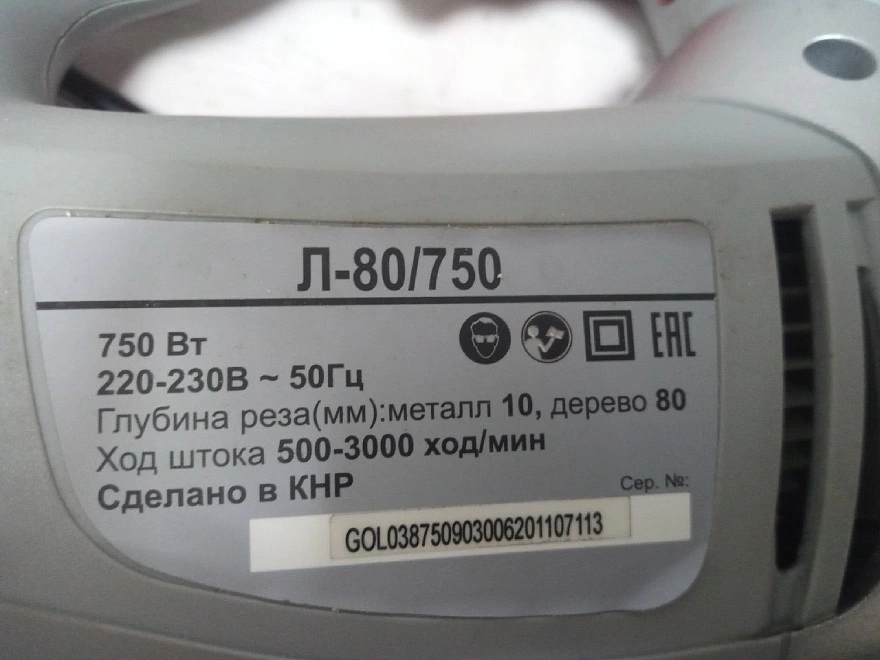 Л-80/750
750 Вт
EAC
220-230В ~ 50Гц
Глубина реза(мм):металл 10, дерево 80
Ход штока 500-3000 ход/мин
Сделано в КНР
Сер. №:
GOL038750903006201107113